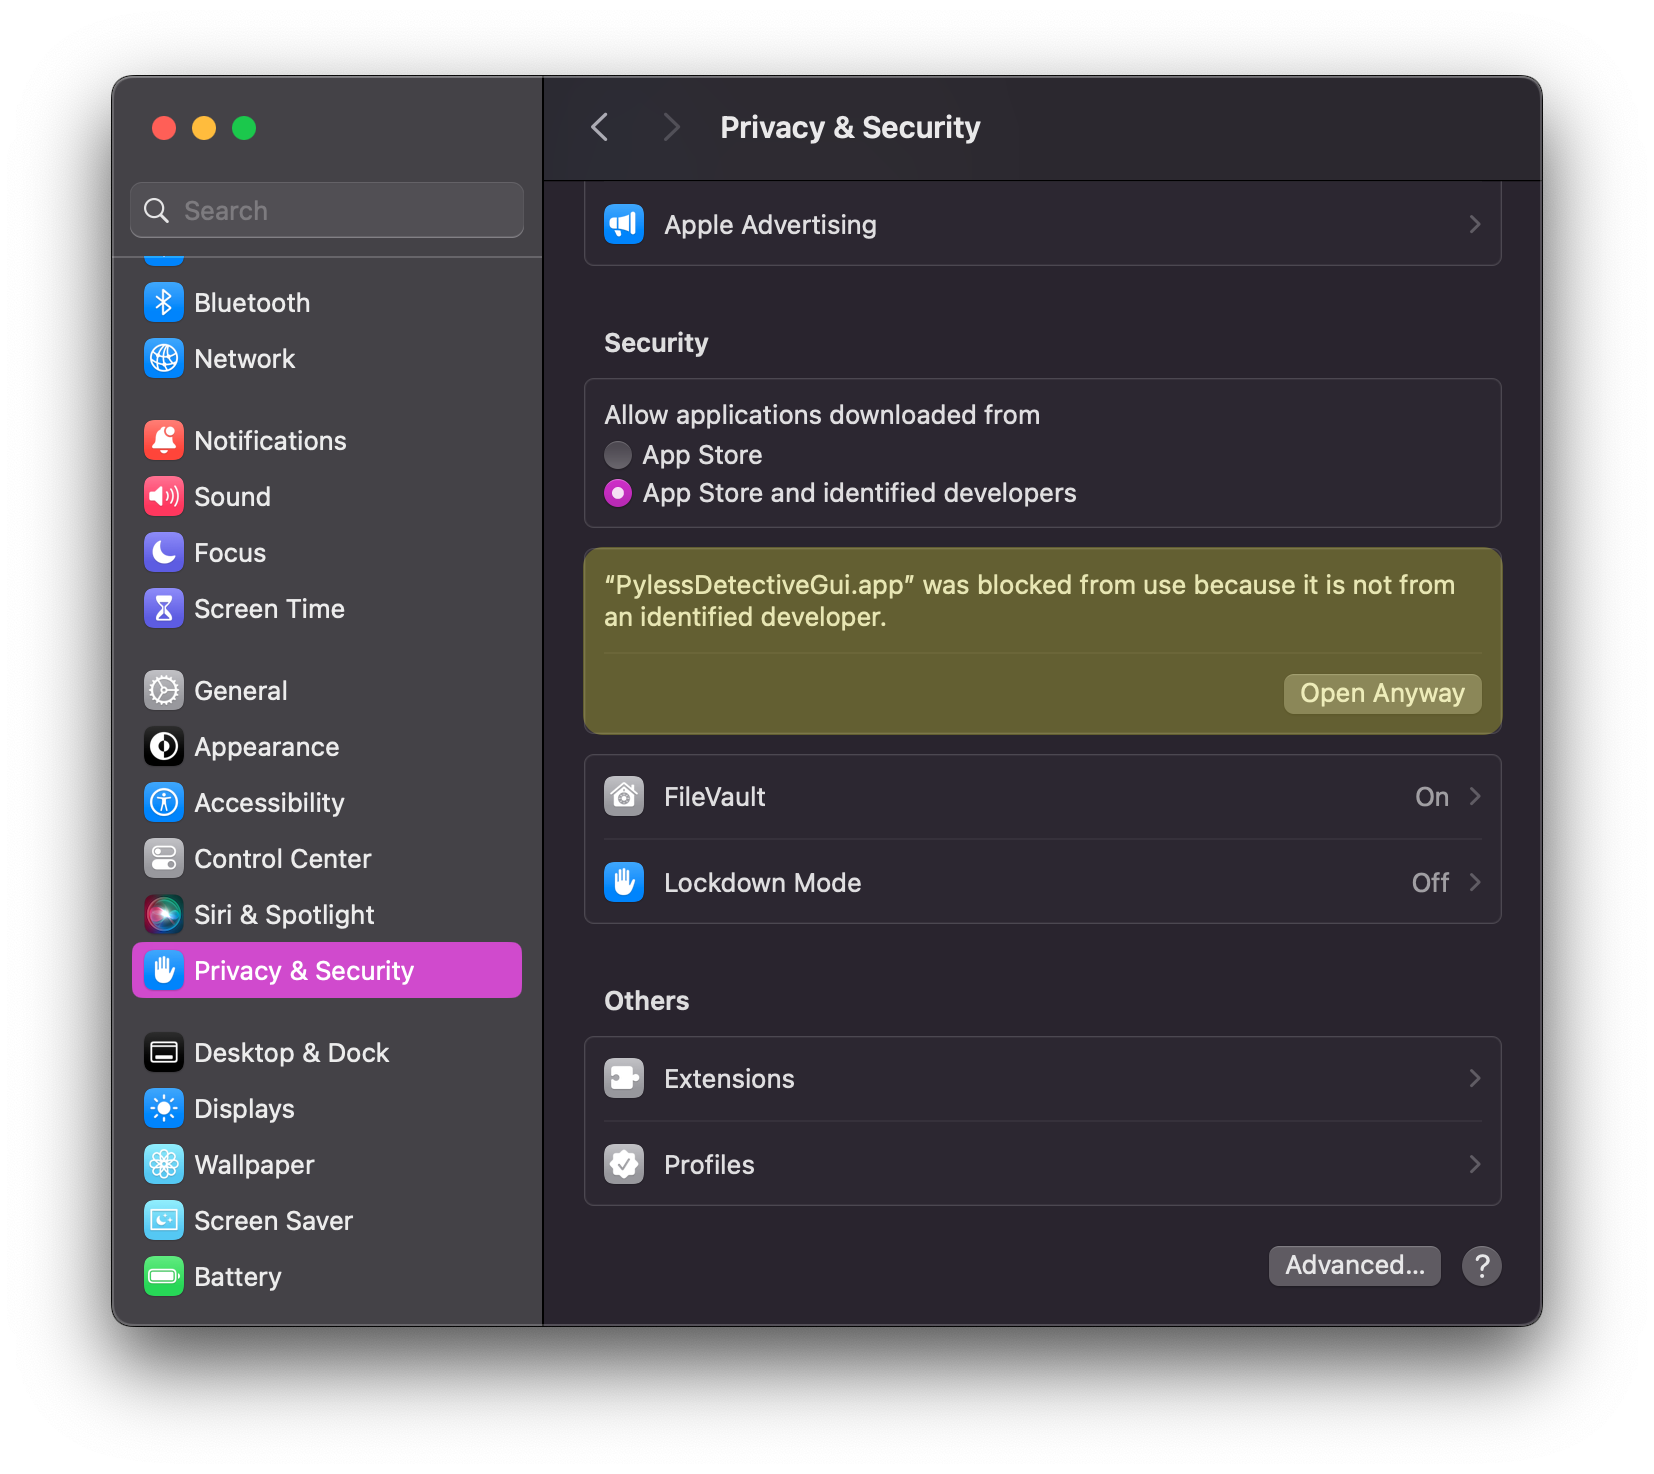 Search
Bluetooth
Network
Notifications
Sound
Focus
Screen Time
General
Appearance
Accessibility
Control Center
Siri & Spotlight
Privacy & Security
Desktop & Dock
Displays
Wallpaper
Screen Saver
Battery
Privacy & Security
Apple Advertising
Security
Allow applications downloaded from
App Store
App Store and identified developers
“PylessDetectiveGui.app” was blocked from use because it is not from
an identified developer.
Open Anyway
FileVault On
Lockdown Mode Off
Others
Extensions
Profiles
Advanced... ?